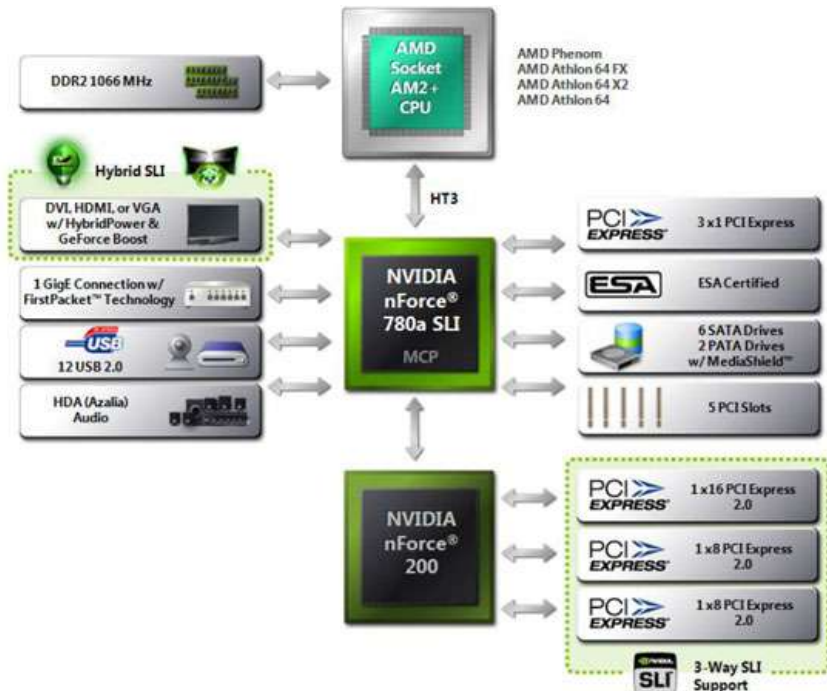 AMD
Socket
AM2+
CPU
AMD Phenom
AMD Athlon 64 FX
AMD Athlon 64 X2
AMD Athlon 64
DDR2 1066 MHz
HT3
Hybrid SLI
DVI, HDMI, or VGA
w/ HybridPower &
GeForce Boost
1 GigE Connection w/
FirstPacket™ Technology
USB
12 USB 2.0
HDA (Azalia)
Audio
NVIDIA
nForce®
780a SLI
MCP
PCI
EXPRESS®
3 x1 PCI Express
ESA
ESA Certified
6 SATA Drives
2 PATA Drives
w/ MediaShield™
5 PCI Slots
NVIDIA
nForce®
200
PCI
EXPRESS®
1 x16 PCI Express
2.0
PCI
EXPRESS®
1 x8 PCI Express
2.0
PCI
EXPRESS®
1 x8 PCI Express
2.0
NVIDIA
SLI
3-Way SLI
Support